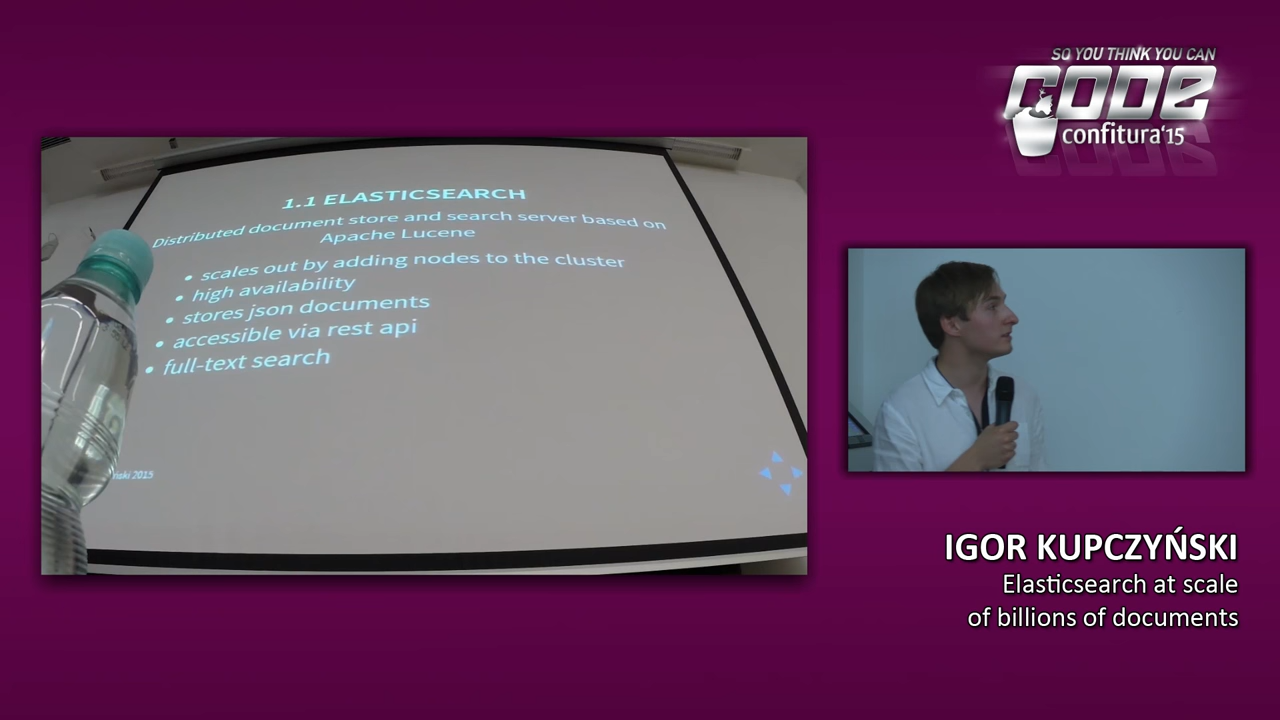 SO YOU THINK YOU CAN
CODE
confitura'15
1.1 ELASTICSEARCH
Distributed document store and search server based on
Apache Lucene
• scales out by adding nodes to the cluster
• high availability
• stores json documents
• accessible via rest api
• full-text search
2015
IGOR KUPCZYŃSKI
Elasticsearch at scale
of billions of documents